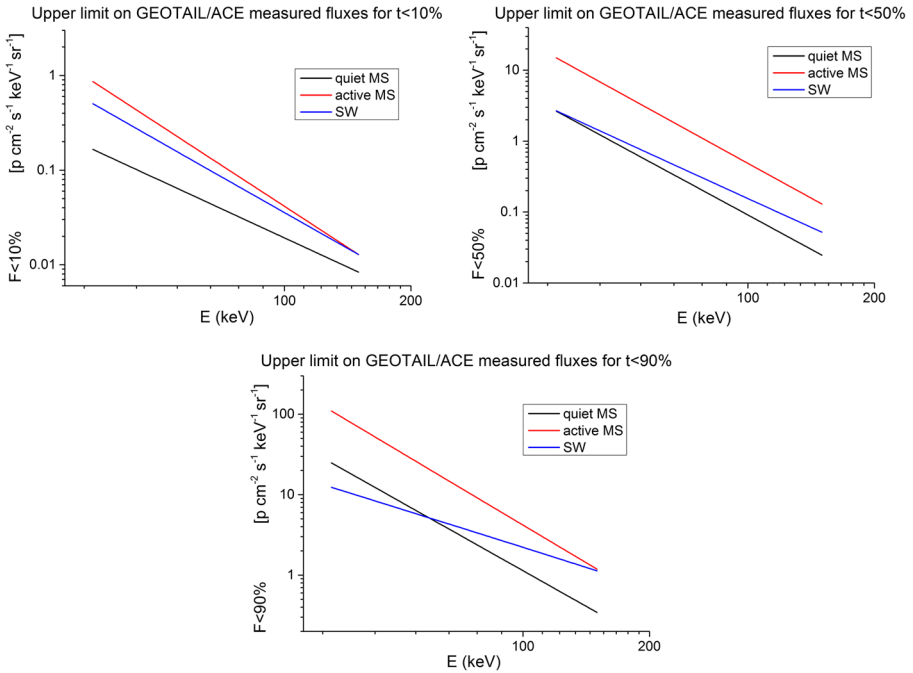 Upper limit on GEOTAIL/ACE measured fluxes for t<10%
F<10% [p cm⁻² s⁻¹ keV⁻¹ sr⁻¹]
1
0.1
0.01
quiet MS
active MS
SW
100
200
E (keV)
Upper limit on GEOTAIL/ACE measured fluxes for t<50%
F<50% [p cm⁻² s⁻¹ keV⁻¹ sr⁻¹]
10
1
0.1
0.01
quiet MS
active MS
SW
100
200
E (keV)
Upper limit on GEOTAIL/ACE measured fluxes for t<90%
F<90% [p cm⁻² s⁻¹ keV⁻¹ sr⁻¹]
100
10
1
quiet MS
active MS
SW
100
200
E (keV)